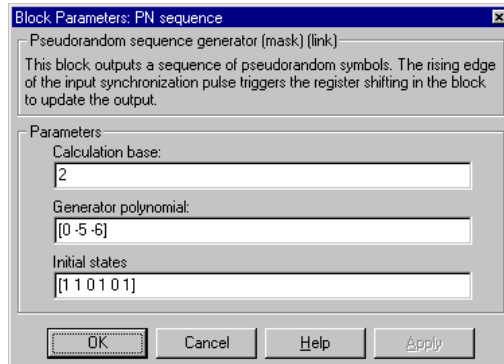 Block Parameters: PN sequence
Pseudorandom sequence generator (mask) (link)
This block outputs a sequence of pseudorandom symbols. The rising edge
of the input synchronization pulse triggers the register shifting in the block
to update the output.
Parameters
Calculation base:
2
Generator polynomial:
[0 -5 -6]
Initial states
[1 1 0 1 0 1]
OK Cancel Help Apply